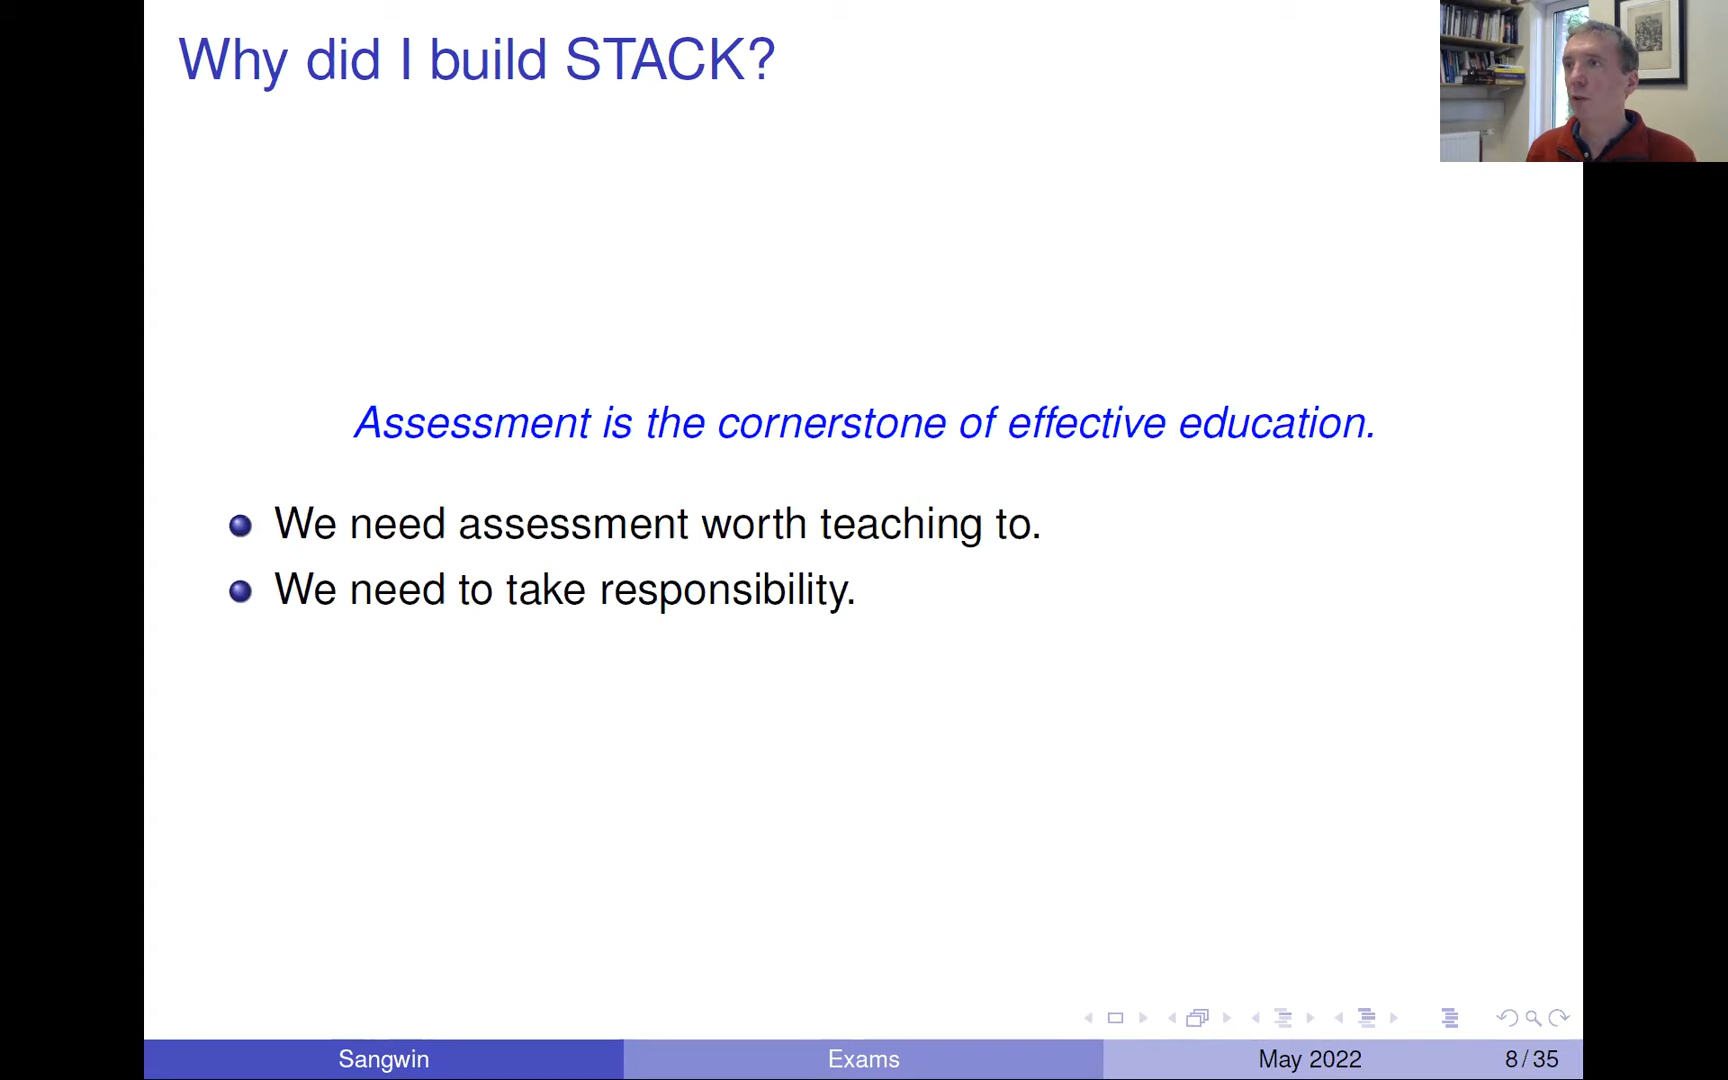 Why did I build STACK?
Assessment is the cornerstone of effective education.
We need assessment worth teaching to.
We need to take responsibility.
Sangwin
Exams
May 2022
8 / 35